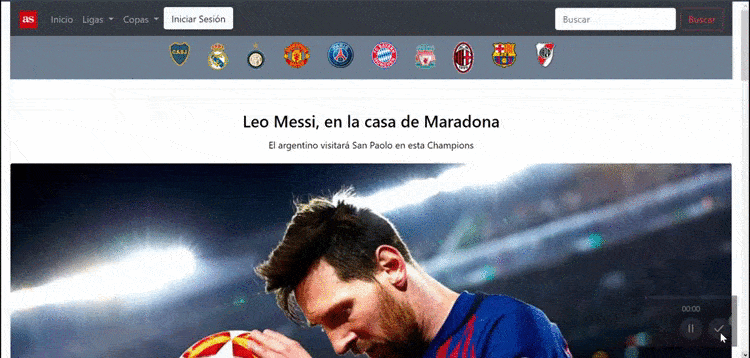 as Inicio Ligas Copas Iniciar Sesión Buscar Buscar
CABJ
Leo Messi, en la casa de Maradona
El argentino visitará San Paolo en esta Champions
00:00